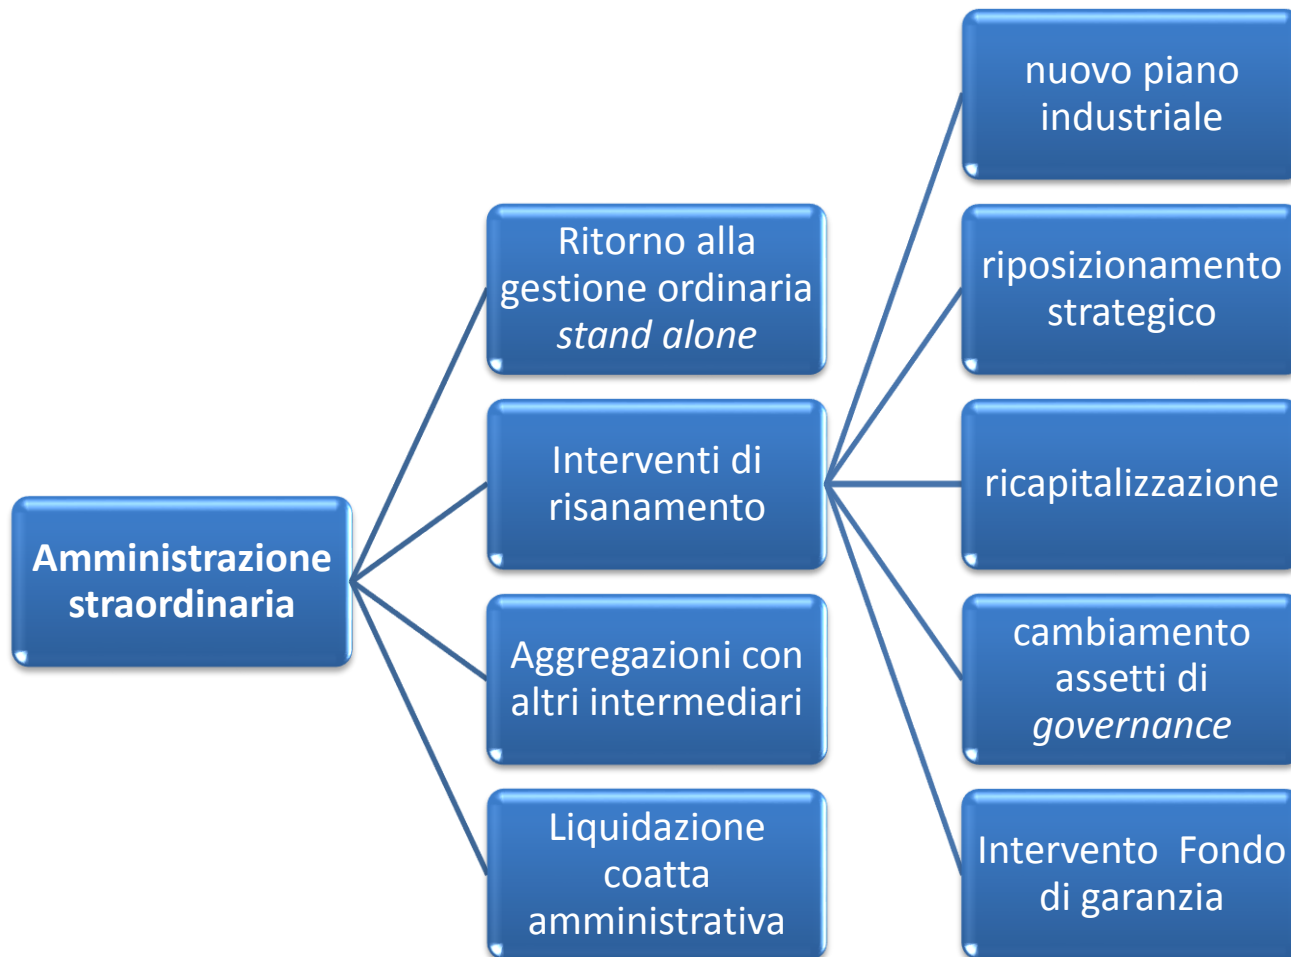 Amministrazione
straordinaria
Ritorno alla
gestione ordinaria
stand alone
Interventi di
risanamento
Aggregazioni con
altri intermediari
Liquidazione
coatta
amministrativa
nuovo piano
industriale
riposizionamento
strategico
ricapitalizzazione
cambiamento
assetti di
governance
Intervento  Fondo
di garanzia